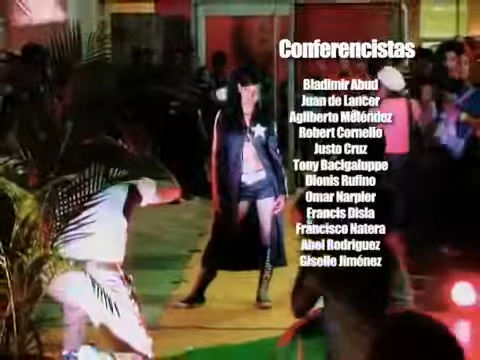 Conferencistas
Bladimir Abud
Juan de Lancer
Agliberto Meléndez
Robert Cornelio
Justo Cruz
Tony Bacigaluppe
Dionis Rufino
Omar Narpier
Francis Disla
Francisco Natera
Abel Rodriguez
Giselle Jiménez